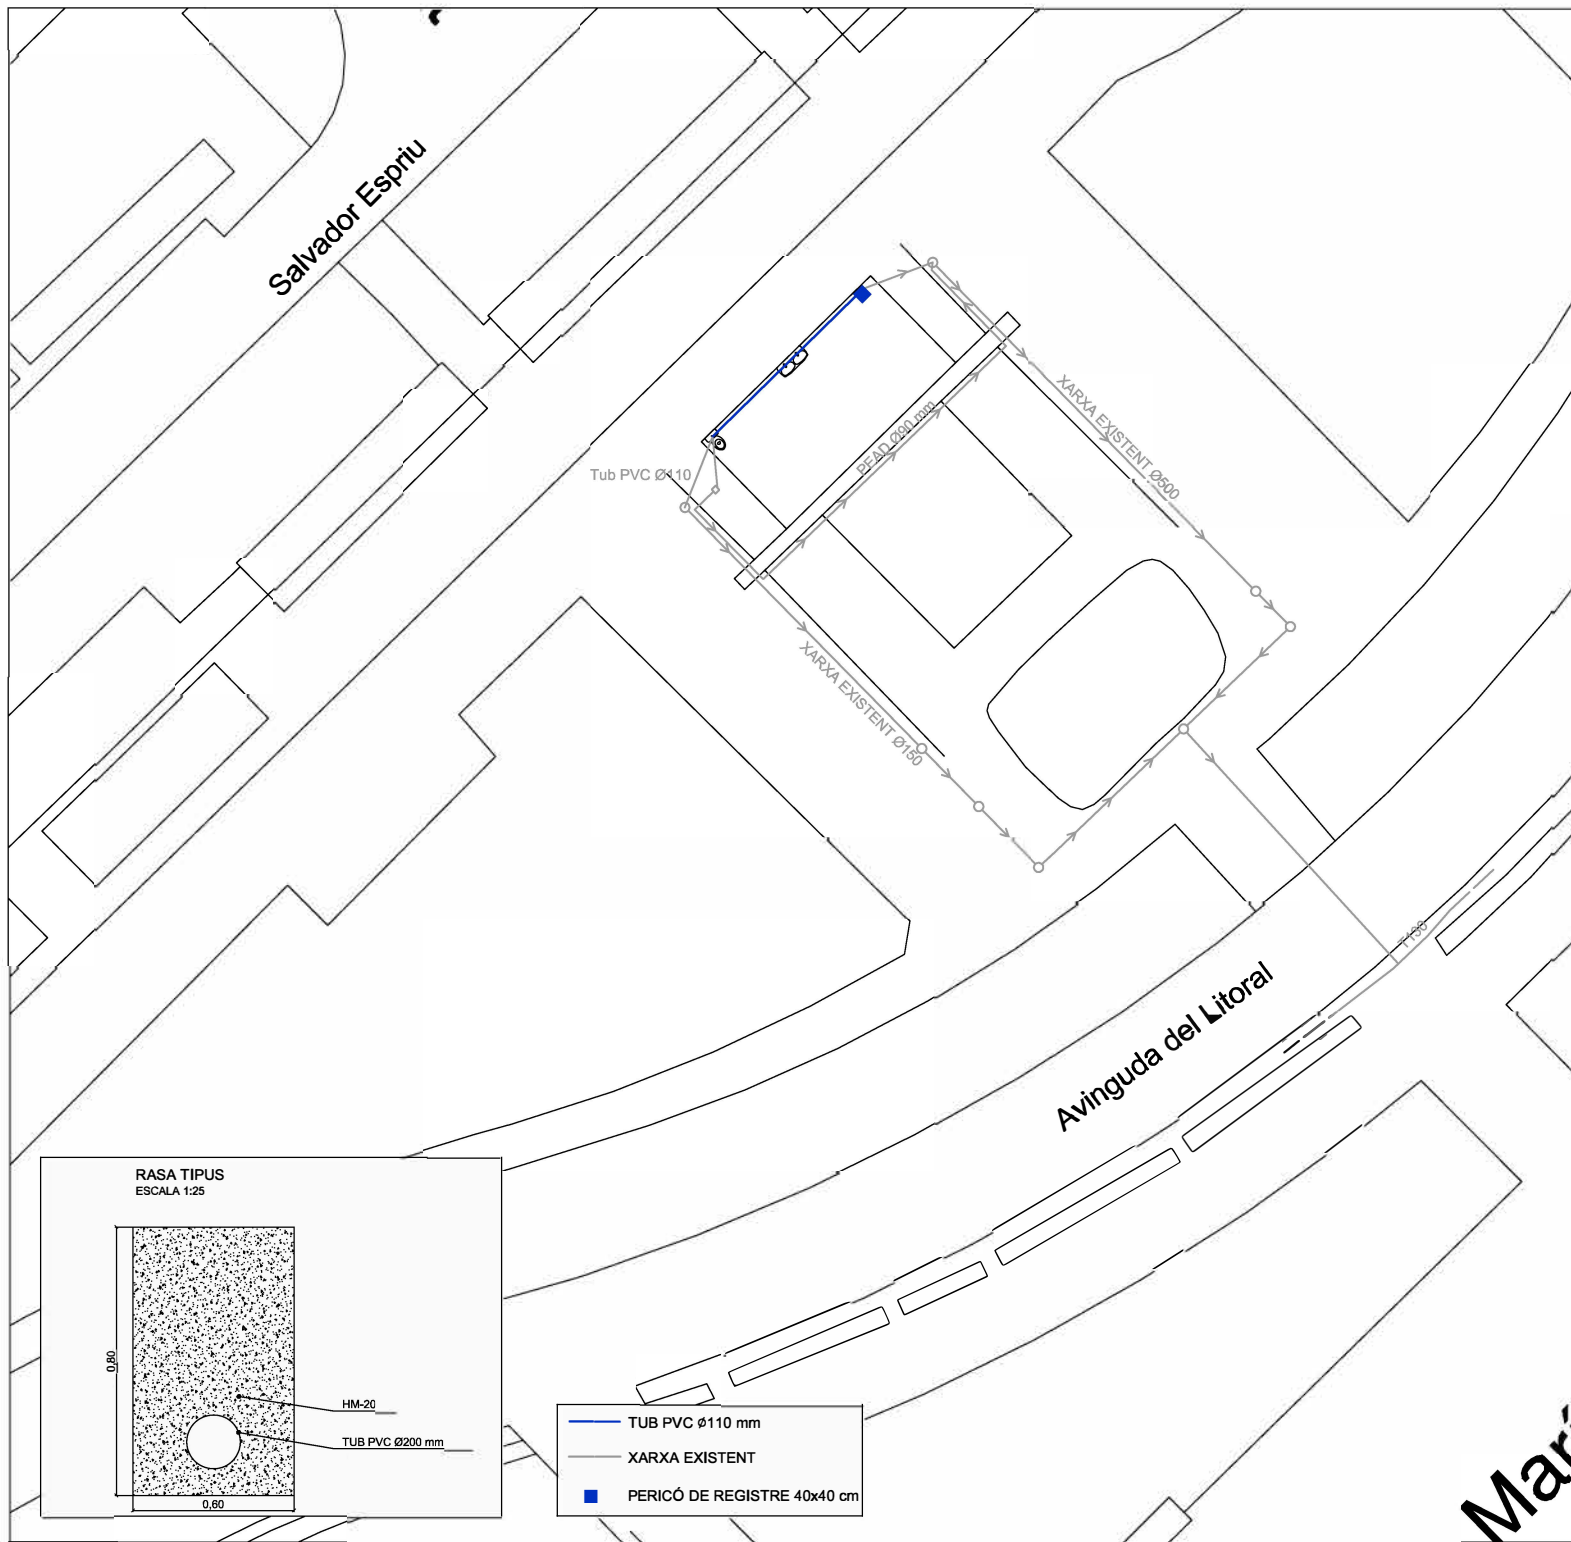 Salvador Espriu
Tub PVC Ø110
PEAD Ø90 mm
XARXA EXISTENT Ø500
XARXA EXISTENT Ø150
T130
Avinguda del Litoral
RASA TIPUS
ESCALA 1:25
0,80
HM-20
TUB PVC Ø200 mm
0,60
TUB PVC Ø110 mm
XARXA EXISTENT
PERICÓ DE REGISTRE 40x40 cm